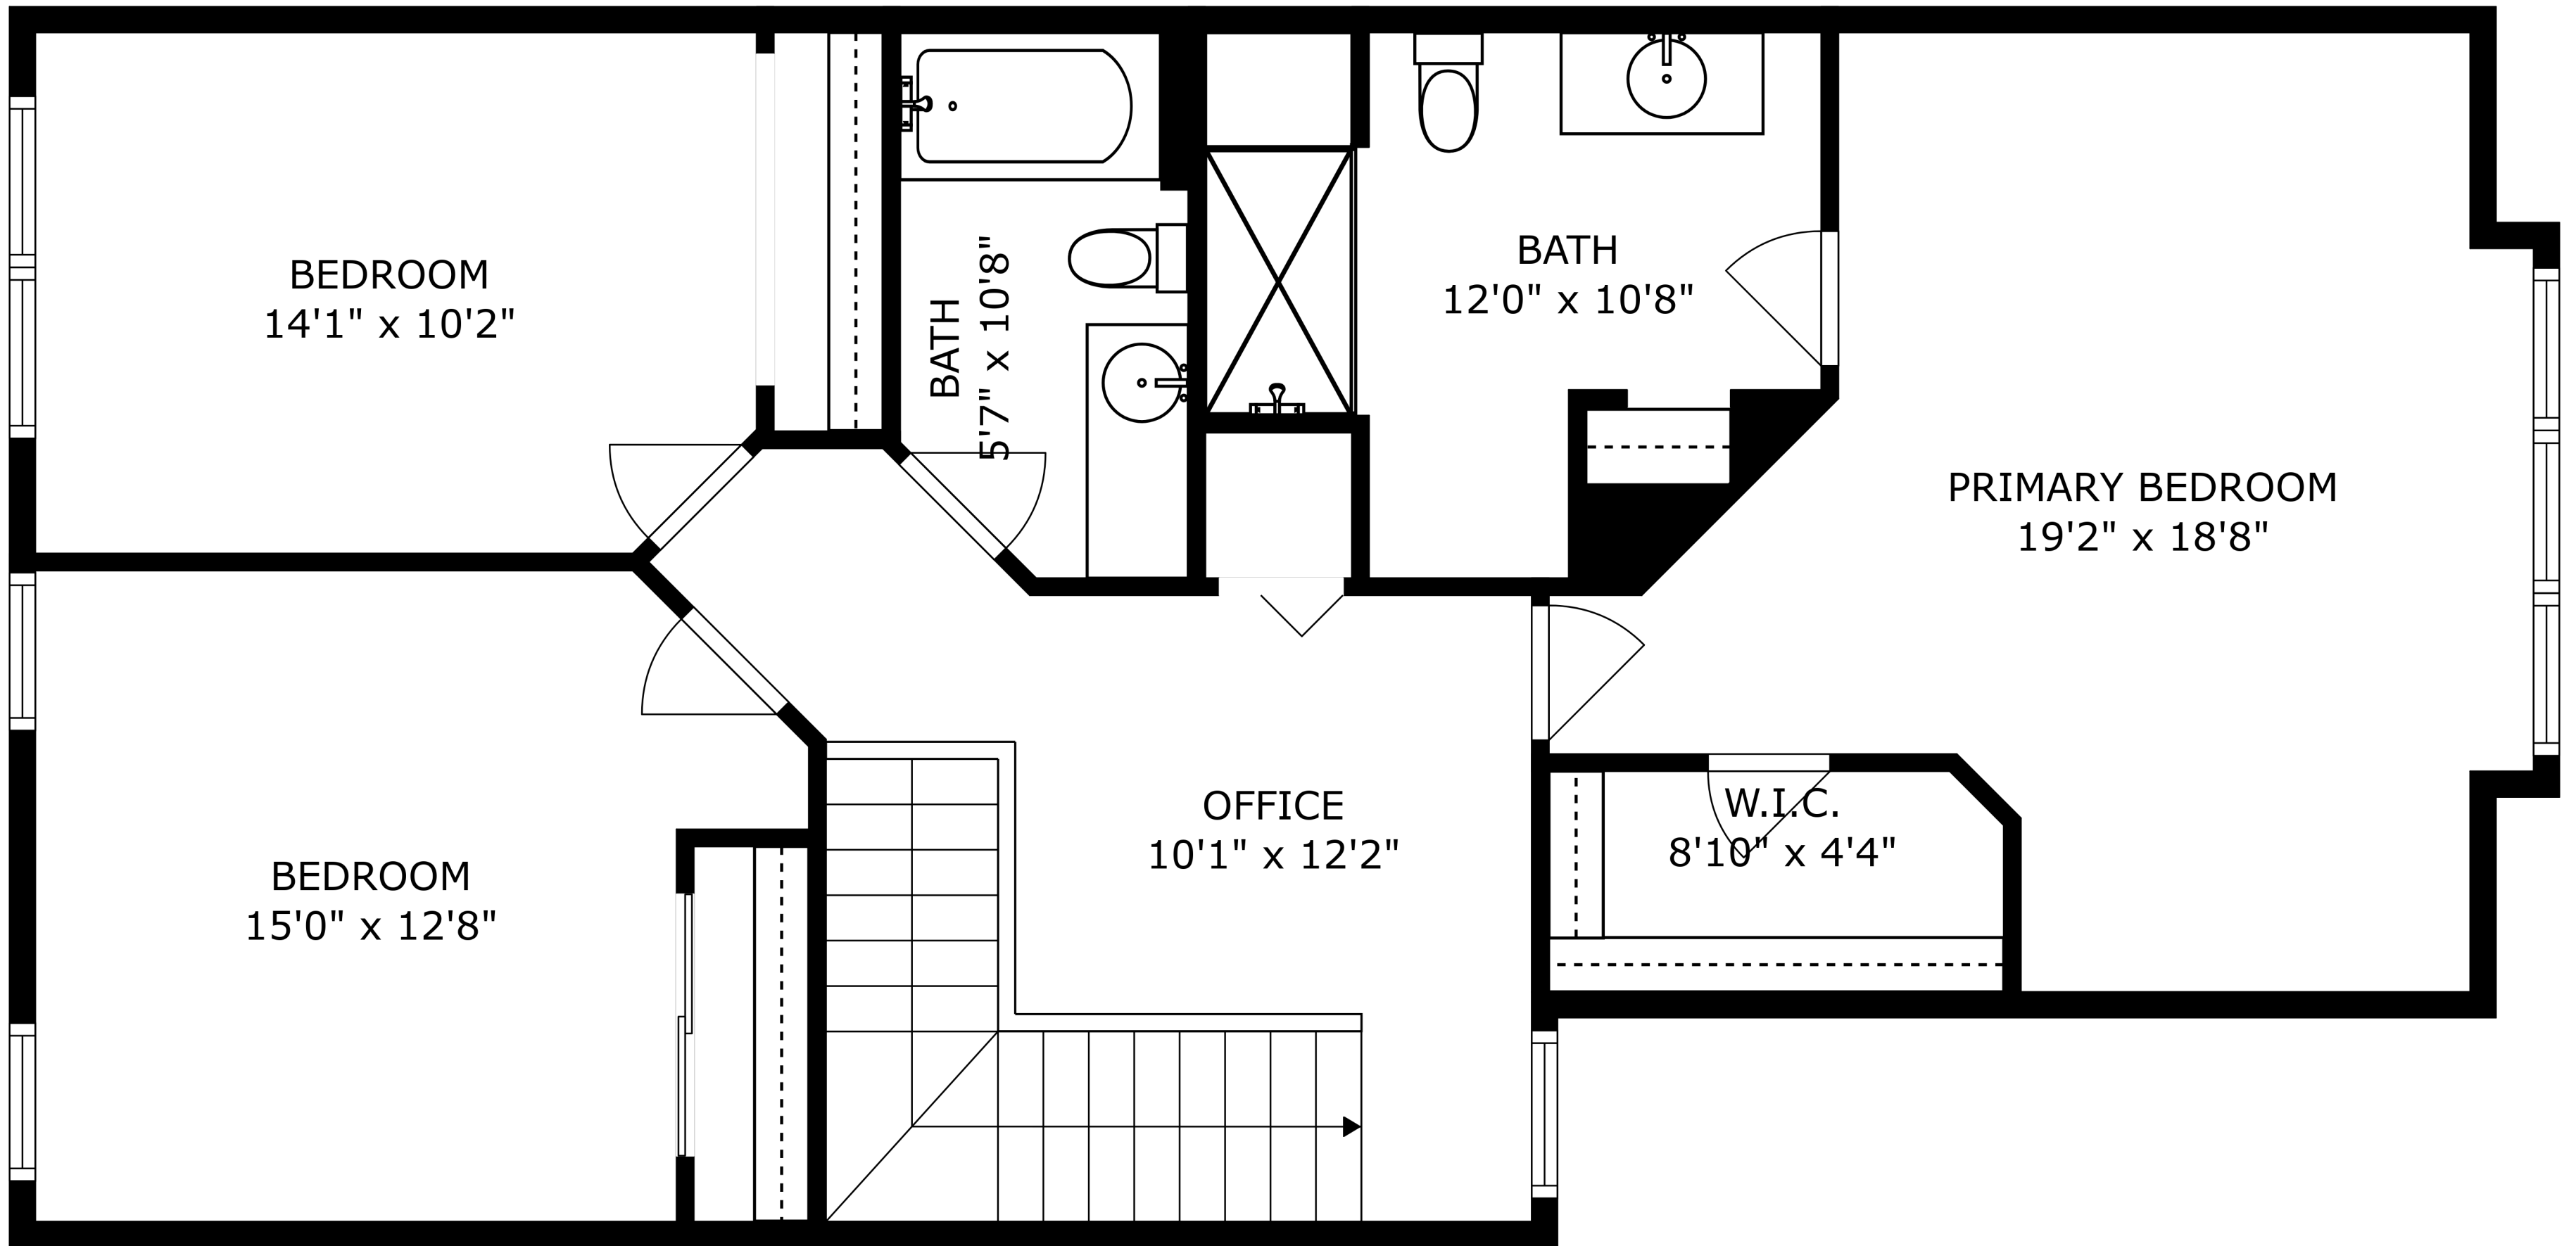 BEDROOM
14'1" x 10'2"
BATH
5'7" x 10'8"
BATH
12'0" x 10'8"
PRIMARY BEDROOM
19'2" x 18'8"
OFFICE
10'1" x 12'2"
W.I.C.
8'10" x 4'4"
BEDROOM
15'0" x 12'8"